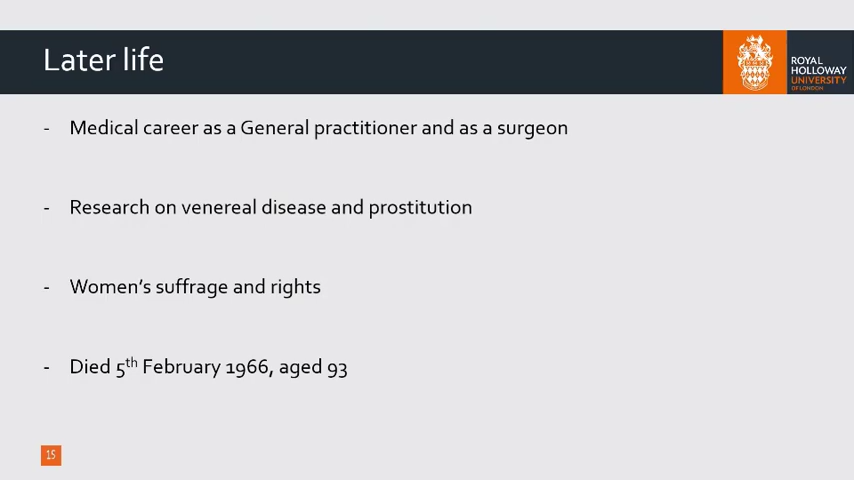 Later life
ROYAL
HOLLOWAY
UNIVERSITY
OF LONDON
- Medical career as a General practitioner and as a surgeon
- Research on venereal disease and prostitution
- Women's suffrage and rights
- Died 5th February 1966, aged 93
15